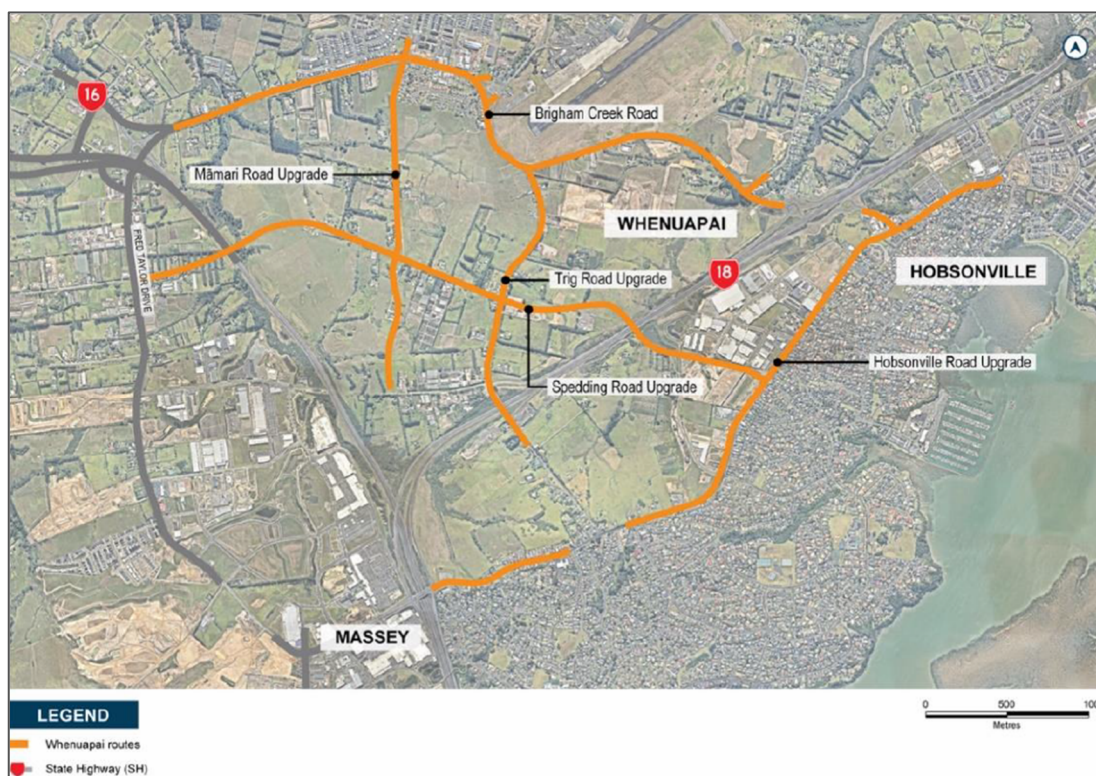 16
Brigham Creek Road
Māmari Road Upgrade
WHENUAPAI
FRED TAYLOR DRIVE
18
HOBSONVILLE
Trig Road Upgrade
Spedding Road Upgrade
Hobsonville Road Upgrade
MASSEY
LEGEND
Whenuapai routes
State Highway (SH)
0 500 100
Metres